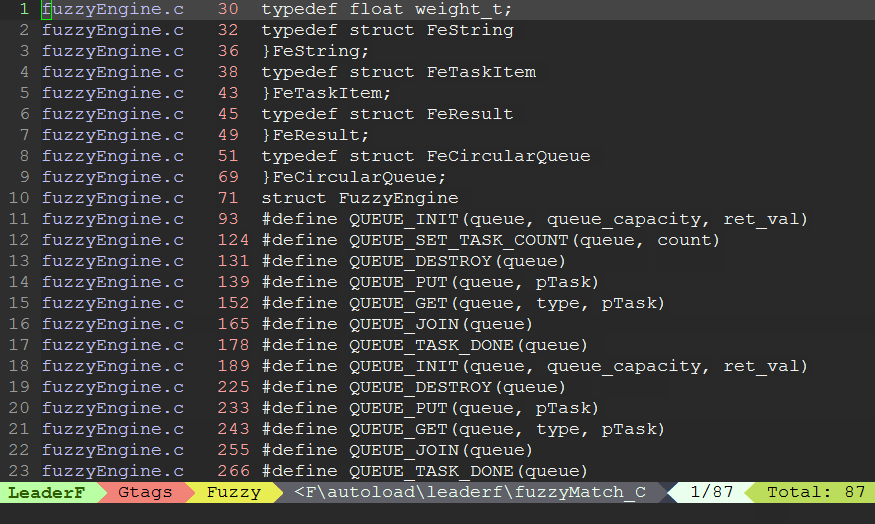 1 fuzzyEngine.c 30 typedef float weight_t;
2 fuzzyEngine.c 32 typedef struct FeString
3 fuzzyEngine.c 36 }FeString;
4 fuzzyEngine.c 38 typedef struct FeTaskItem
5 fuzzyEngine.c 43 }FeTaskItem;
6 fuzzyEngine.c 45 typedef struct FeResult
7 fuzzyEngine.c 49 }FeResult;
8 fuzzyEngine.c 51 typedef struct FeCircularQueue
9 fuzzyEngine.c 69 }FeCircularQueue;
10 fuzzyEngine.c 71 struct FuzzyEngine
11 fuzzyEngine.c 93 #define QUEUE_INIT(queue, queue_capacity, ret_val)
12 fuzzyEngine.c 124 #define QUEUE_SET_TASK_COUNT(queue, count)
13 fuzzyEngine.c 131 #define QUEUE_DESTROY(queue)
14 fuzzyEngine.c 139 #define QUEUE_PUT(queue, pTask)
15 fuzzyEngine.c 152 #define QUEUE_GET(queue, type, pTask)
16 fuzzyEngine.c 165 #define QUEUE_JOIN(queue)
17 fuzzyEngine.c 178 #define QUEUE_TASK_DONE(queue)
18 fuzzyEngine.c 189 #define QUEUE_INIT(queue, queue_capacity, ret_val)
19 fuzzyEngine.c 225 #define QUEUE_DESTROY(queue)
20 fuzzyEngine.c 233 #define QUEUE_PUT(queue, pTask)
21 fuzzyEngine.c 243 #define QUEUE_GET(queue, type, pTask)
22 fuzzyEngine.c 255 #define QUEUE_JOIN(queue)
23 fuzzyEngine.c 266 #define QUEUE_TASK_DONE(queue)
LeaderF Gtags Fuzzy <F\autoload\leaderf\fuzzyMatch_C 1/87 Total: 87